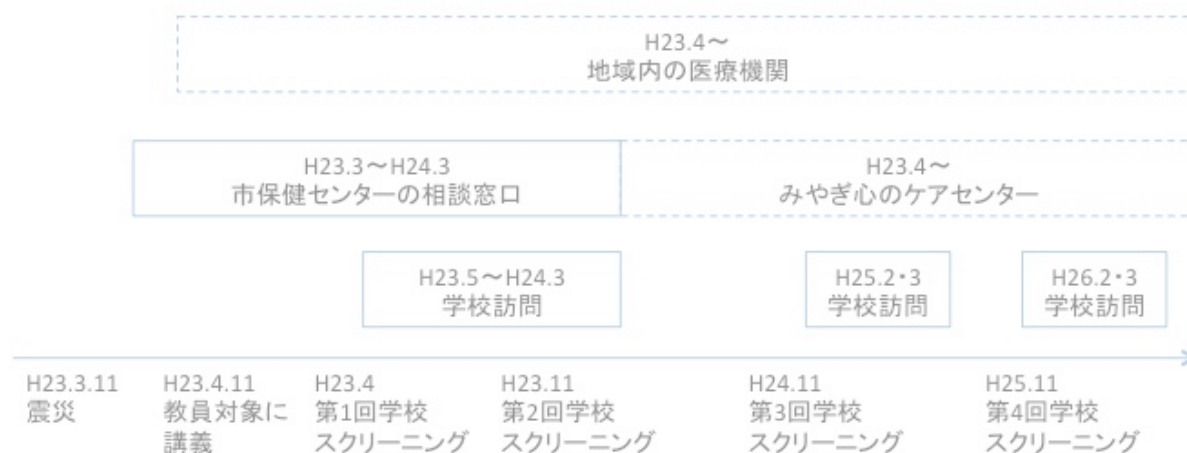 H23.4～
地域内の医療機関
H23.3～H24.3
市保健センターの相談窓口
H23.4～
みやぎ心のケアセンター
H23.5～H24.3
学校訪問
H25.2・3
学校訪問
H26.2・3
学校訪問
H23.3.11
震災
H23.4.11
教員対象に
講義
H23.4
第1回学校
スクリーニング
H23.11
第2回学校
スクリーニング
H24.11
第3回学校
スクリーニング
H25.11
第4回学校
スクリーニング